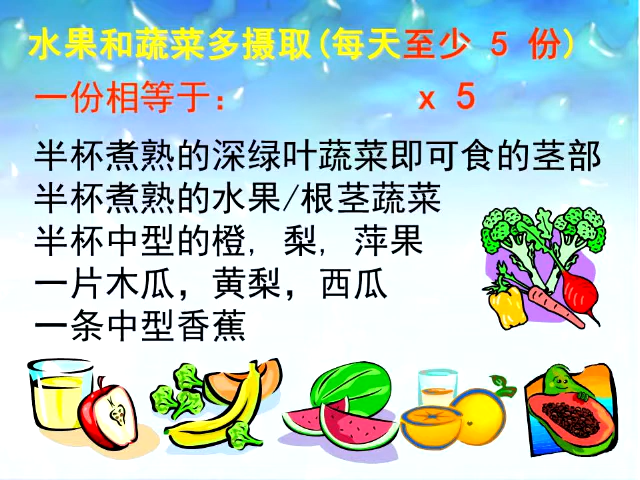 水果和蔬菜多摄取(每天至少 5 份)
一份相等于： x 5
半杯煮熟的深绿叶蔬菜即可食的茎部
半杯煮熟的水果/根茎蔬菜
半杯中型的橙, 梨, 萍果
一片木瓜，黄梨，西瓜
一条中型香蕉